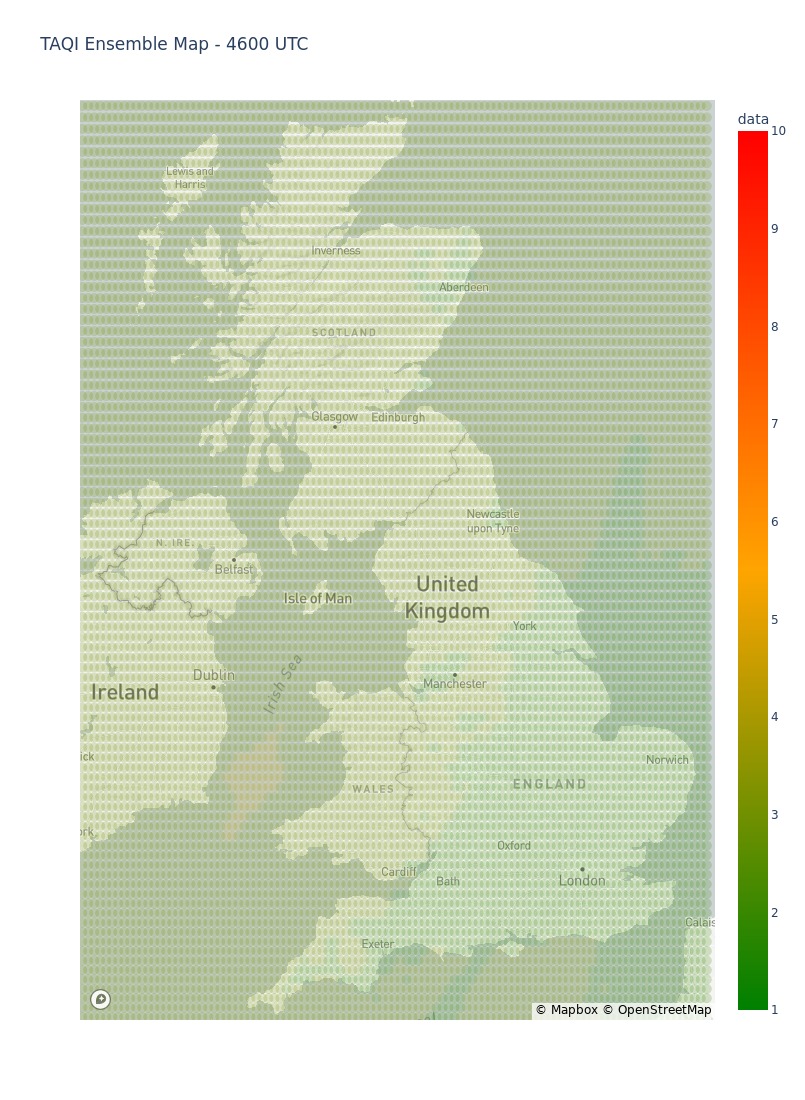 TAQI Ensemble Map - 4600 UTC
data
10
9
8
7
6
5
4
3
2
1
Lewis and
Harris
Inverness
Aberdeen
SCOTLAND
Glasgow
Edinburgh
Newcastle
upon Tyne
N. IRE.
Belfast
Isle of Man
United
Kingdom
York
Dublin
Manchester
Irish Sea
Ireland
ick
Norwich
WALES
ENGLAND
ork
Oxford
Cardiff
Bath
London
Calais
Exeter
© Mapbox © OpenStreetMap